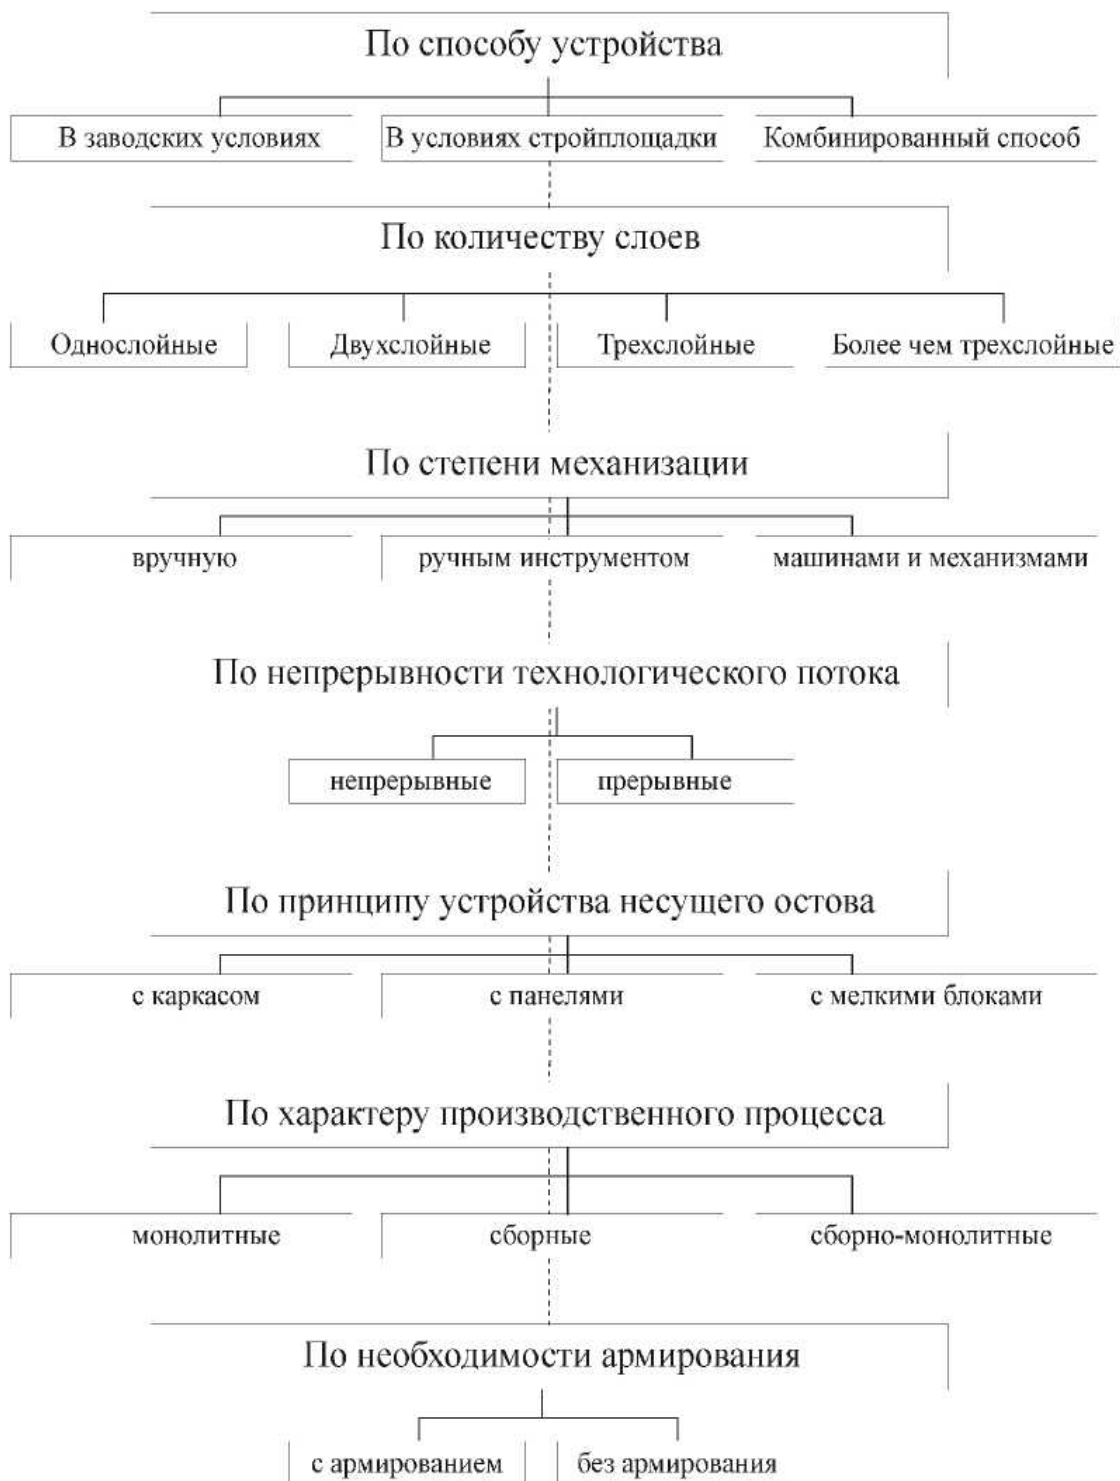 По способу устройства
В заводских условиях
В условиях стройплощадки
Комбинированный способ
По количеству слоев
Однослойные
Двухслойные
Трехслойные
Более чем трехслойные
По степени механизации
вручную
ручным инструментом
машинами и механизмами
По непрерывности технологического потока
непрерывные
прерывные
По принципу устройства несущего остова
с каркасом
с панелями
с мелкими блоками
По характеру производственного процесса
монолитные
сборные
сборно-монолитные
По необходимости армирования
с армированием
без армирования